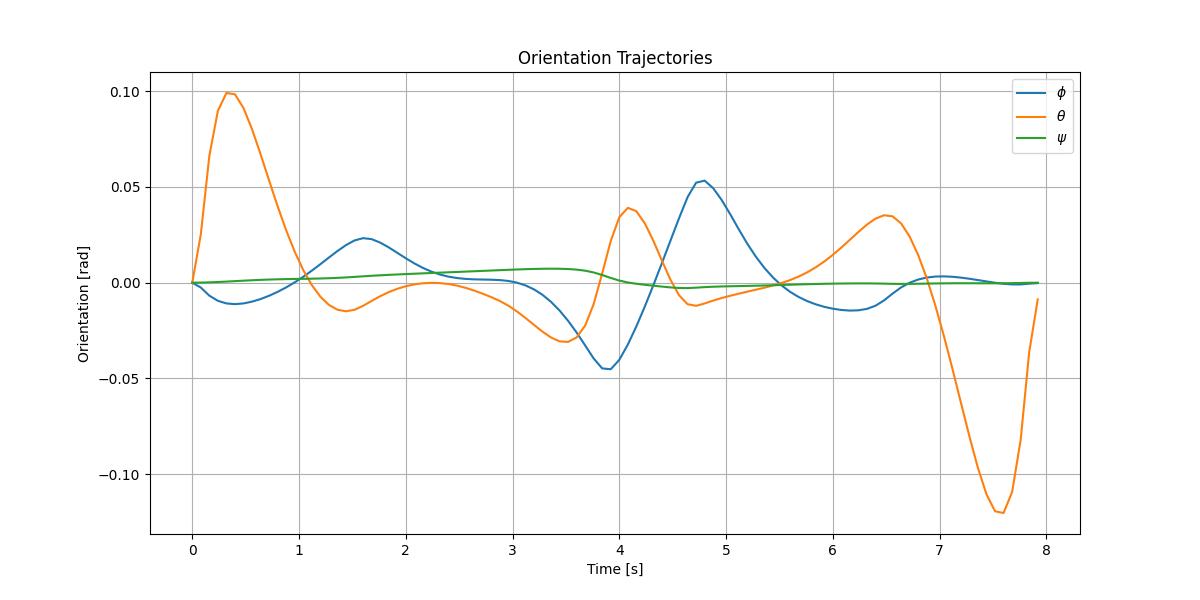 Orientation Trajectories
ϕ
θ
ψ
0.10
0.05
0.00
−0.05
−0.10
Orientation [rad]
0 1 2 3 4 5 6 7 8
Time [s]